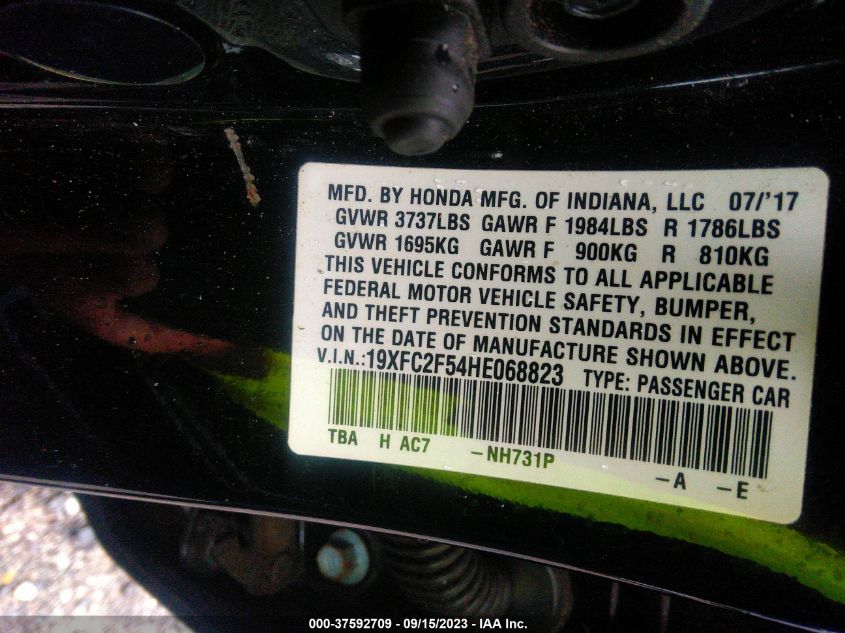 MFD. BY HONDA MFG. OF INDIANA, LLC 07/'17
GVWR 3737LBS GAWR F 1984LBS R 1786LBS
GVWR 1695KG GAWR F 900KG R 810KG
THIS VEHICLE CONFORMS TO ALL APPLICABLE
FEDERAL MOTOR VEHICLE SAFETY, BUMPER,
AND THEFT PREVENTION STANDARDS IN EFFECT
ON THE DATE OF MANUFACTURE SHOWN ABOVE.
V.I.N.:19XFC2F54HE068823 TYPE: PASSENGER CAR
TBA H AC7 -NH731P -A -E
000-37592709 - 09/15/2023 - IAA Inc.